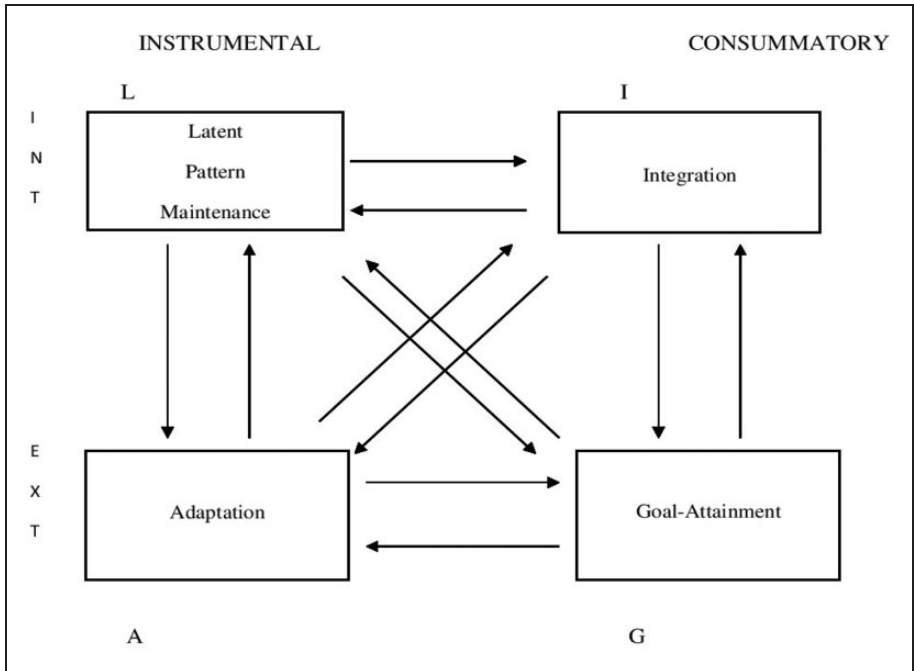 INSTRUMENTAL
CONSUMMATORY
L
I
I
N
T
Latent
Pattern
Maintenance
Integration
E
X
T
Adaptation
Goal-Attainment
A
G